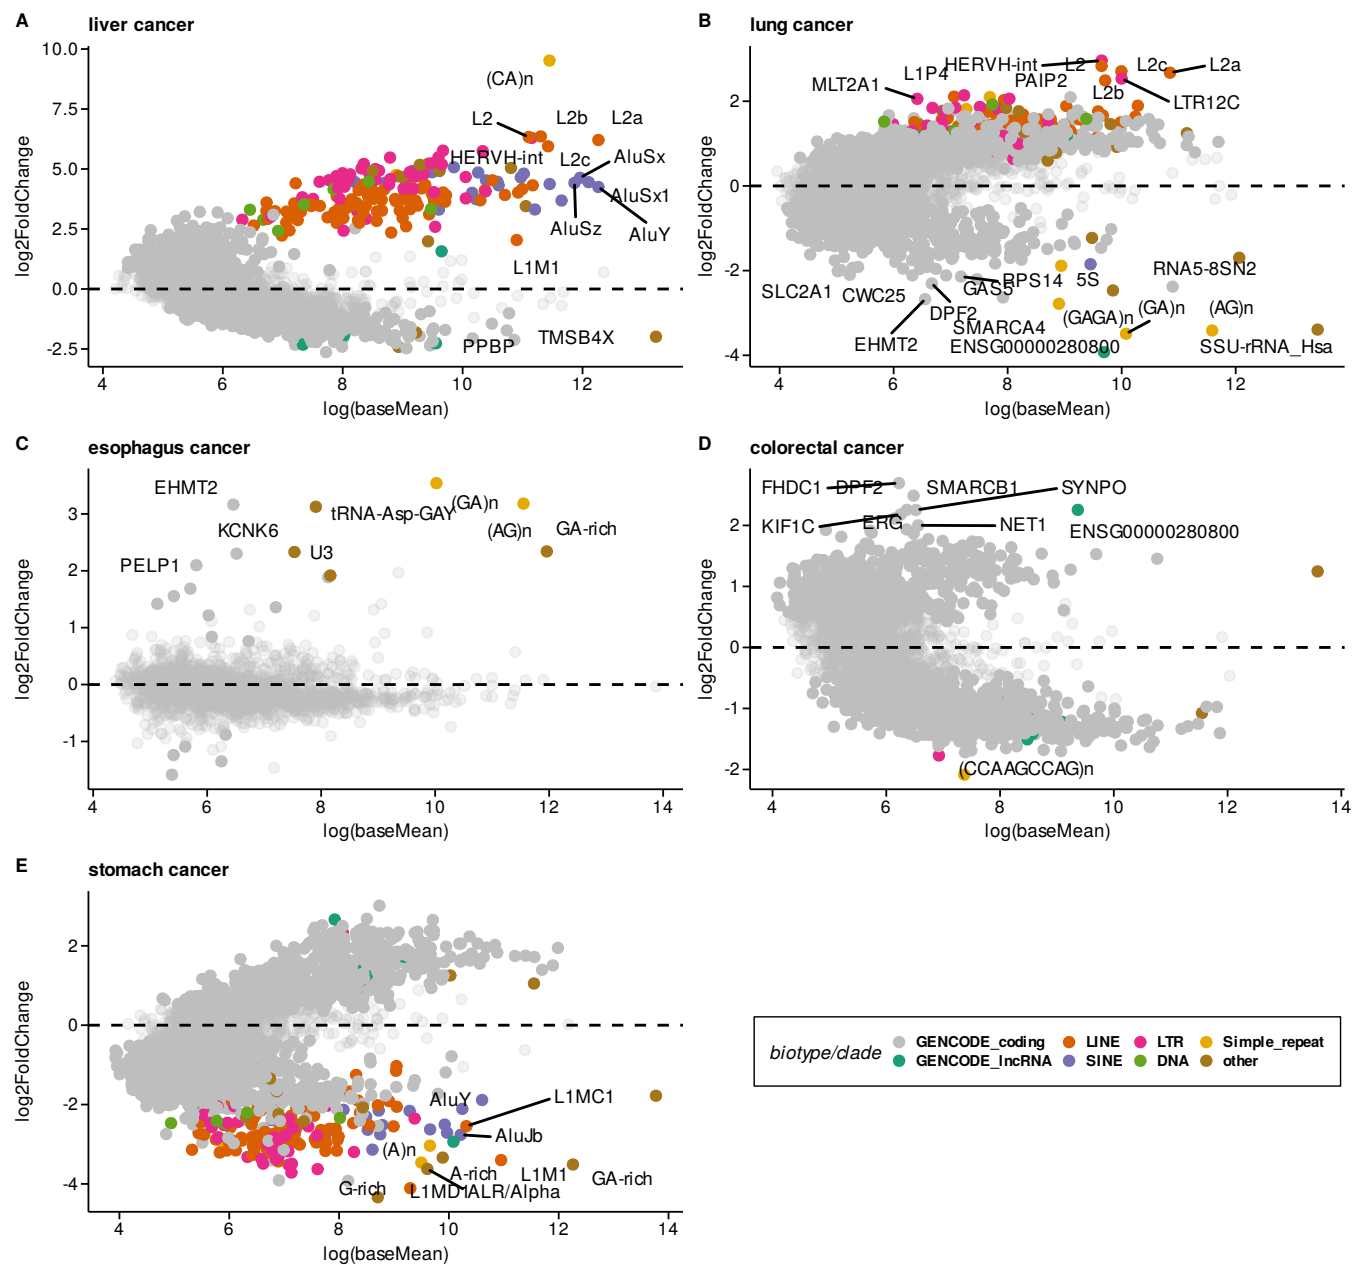 A
liver cancer
10.0
7.5
5.0
2.5
0.0
-2.5
log2FoldChange
(CA)n
L2
L2b
L2a
HERVH-int
L2c
AluSx
AluSx1
AluSz
AluY
L1M1
TMSB4X
PPBP
4
6
8
10
12
log(baseMean)
B
lung cancer
2
0
-2
-4
log2FoldChange
HERVH-int
L2
L2c
L2a
L1P4
PAIP2
MLT2A1
L2b
LTR12C
RNA5-8SN2
5S
RPS14
GAS5
SLC2A1
CWC25
DPF2
(GA)n
(AG)n
(GAGA)n
SMARCA4
EHMT2
ENSG00000280800
SSU-rRNA_Hsa
4
6
8
10
12
log(baseMean)
C
esophagus cancer
3
2
1
0
-1
log2FoldChange
EHMT2
KCNK6
PELP1
tRNA-Asp-GAY
(GA)n
(AG)n
GA-rich
U3
4
6
8
10
12
14
log(baseMean)
D
colorectal cancer
2
1
0
-1
-2
log2FoldChange
FHDC1
DPF2
SMARCB1
SYNPO
KIF1C
ERG
NET1
ENSG00000280800
(CCAAGCCAG)n
4
6
8
10
12
14
log(baseMean)
E
stomach cancer
2
0
-2
-4
log2FoldChange
AluY
L1MC1
AluJb
(A)n
A-rich
L1M1
GA-rich
G-rich
L1MD1
ALR/Alpha
4
6
8
10
12
14
log(baseMean)
biotype/clade
GENCODE_coding
LINE
LTR
Simple_repeat
GENCODE_lncRNA
SINE
DNA
other